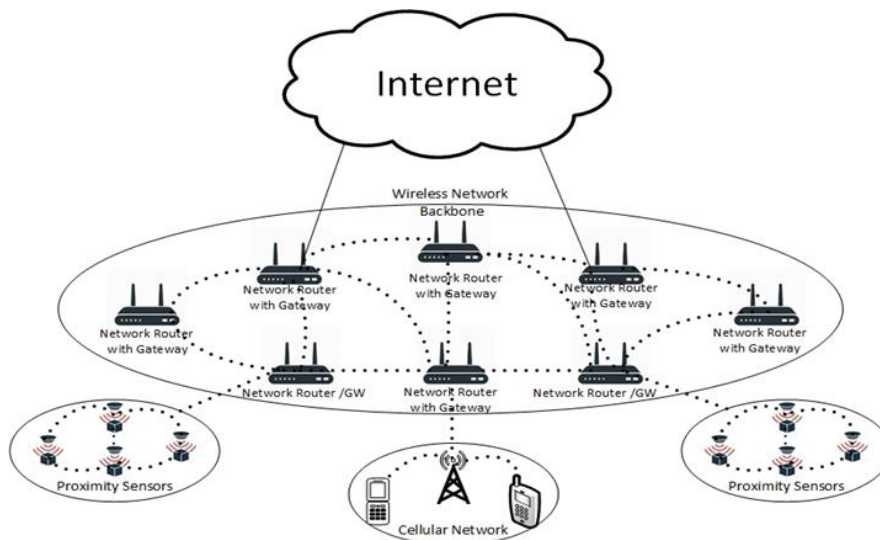 Internet
Wireless Network
Backbone
Network Router
with Gateway
Network Router
with Gateway
Network Router
with Gateway
Network Router
with Gateway
Network Router
with Gateway
Network Router /GW
Network Router
with Gateway
Network Router /GW
Proximity Sensors
Cellular Network
Proximity Sensors